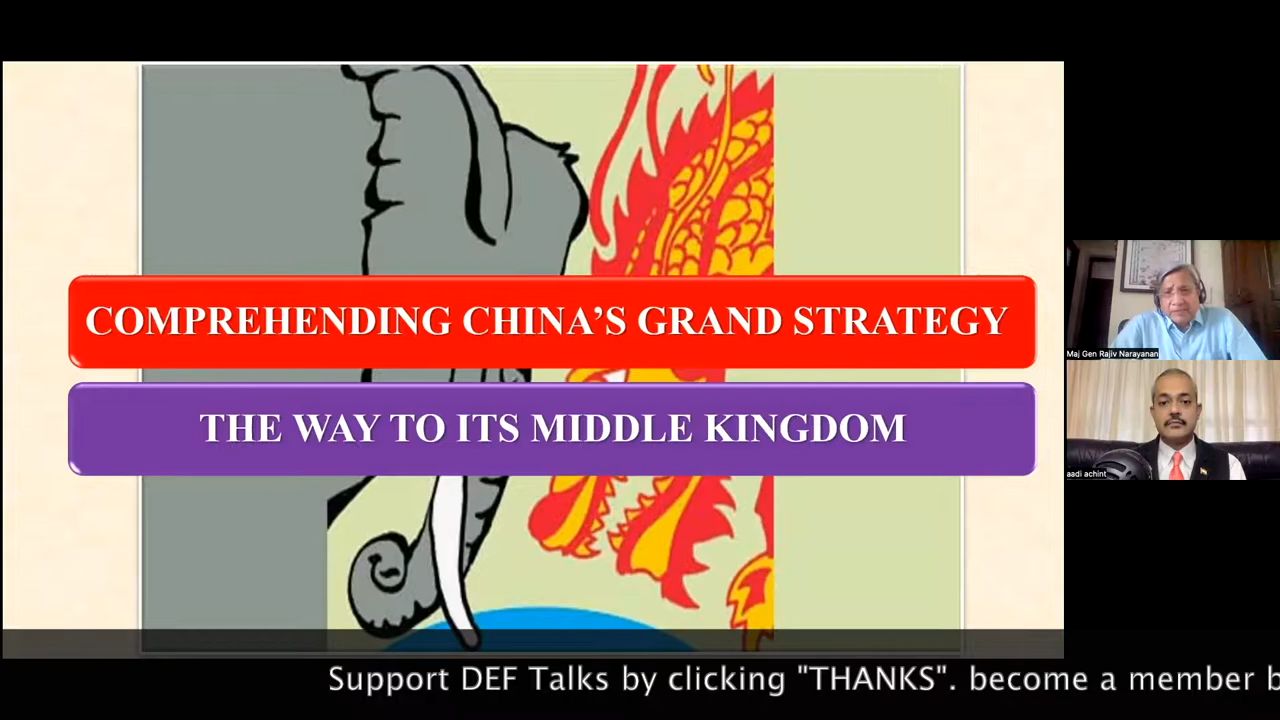 COMPREHENDING CHINA'S GRAND STRATEGY
THE WAY TO ITS MIDDLE KINGDOM
Maj Gen Rajiv Narayanan
aadi achint
Support DEF Talks by clicking "THANKS". become a member b